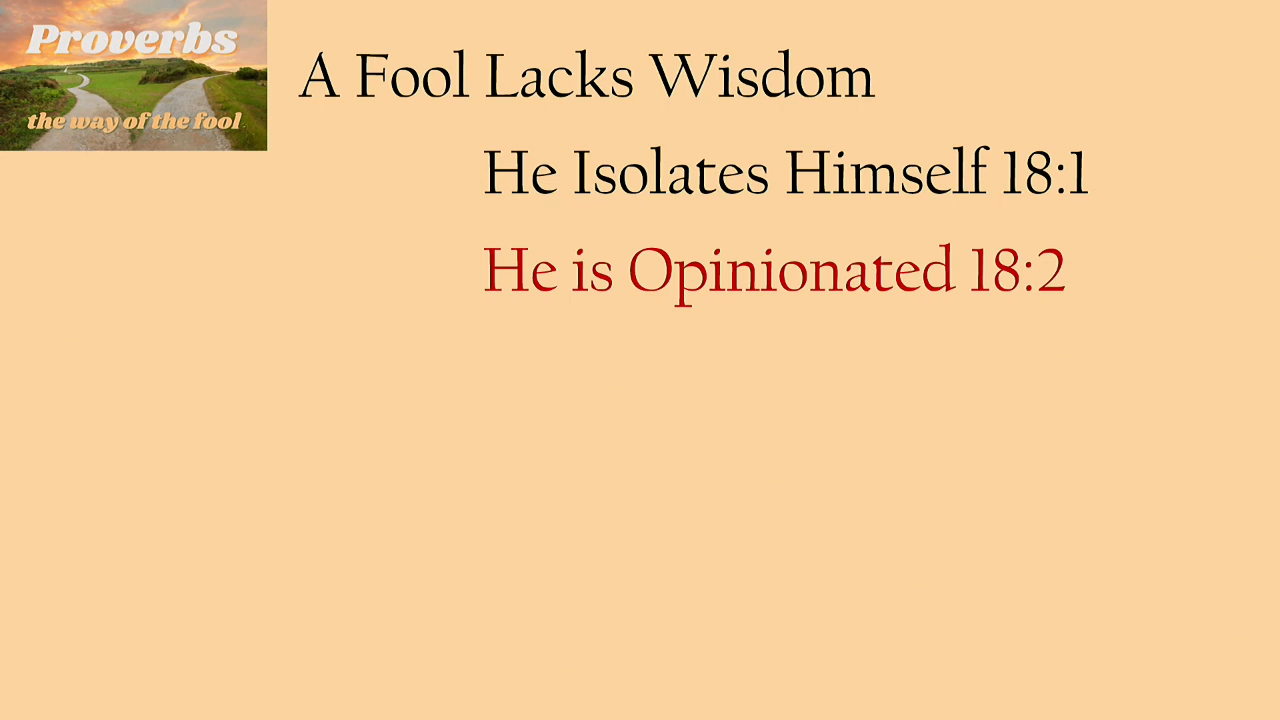 Proverbs
the way of the fool
A Fool Lacks Wisdom
He Isolates Himself 18:1
He is Opinionated 18:2